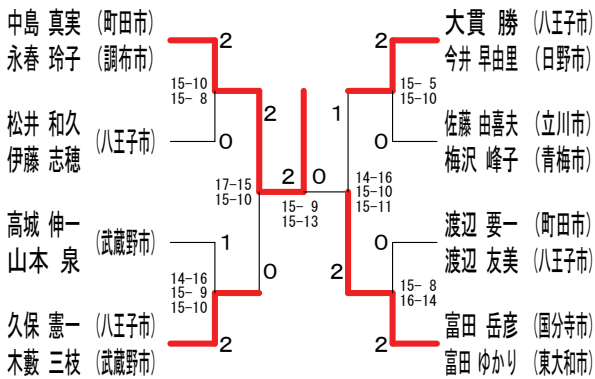 中島 真実 (町田市)
永春 玲子 (調布市)
2
15-10
15- 8
松井 和久
伊藤 志穂
(八王子市)
0
2
17-15
15-10
高城 伸一
山本 泉
(武蔵野市)
1
14-16
15- 9
15-10
0
久保 憲一 (八王子市)
木藪 三枝 (武蔵野市)
2
2 0
15- 9
15-13
大貫 勝 (八王子市)
今井 早由里 (日野市)
2
15- 5
15-10
佐藤 由喜夫 (立川市)
梅沢 峰子 (青梅市)
0
1
14-16
15-10
15-11
渡辺 要一 (町田市)
渡辺 友美 (八王子市)
0
2
15- 8
16-14
富田 岳彦 (国分寺市)
富田 ゆかり (東大和市)
2